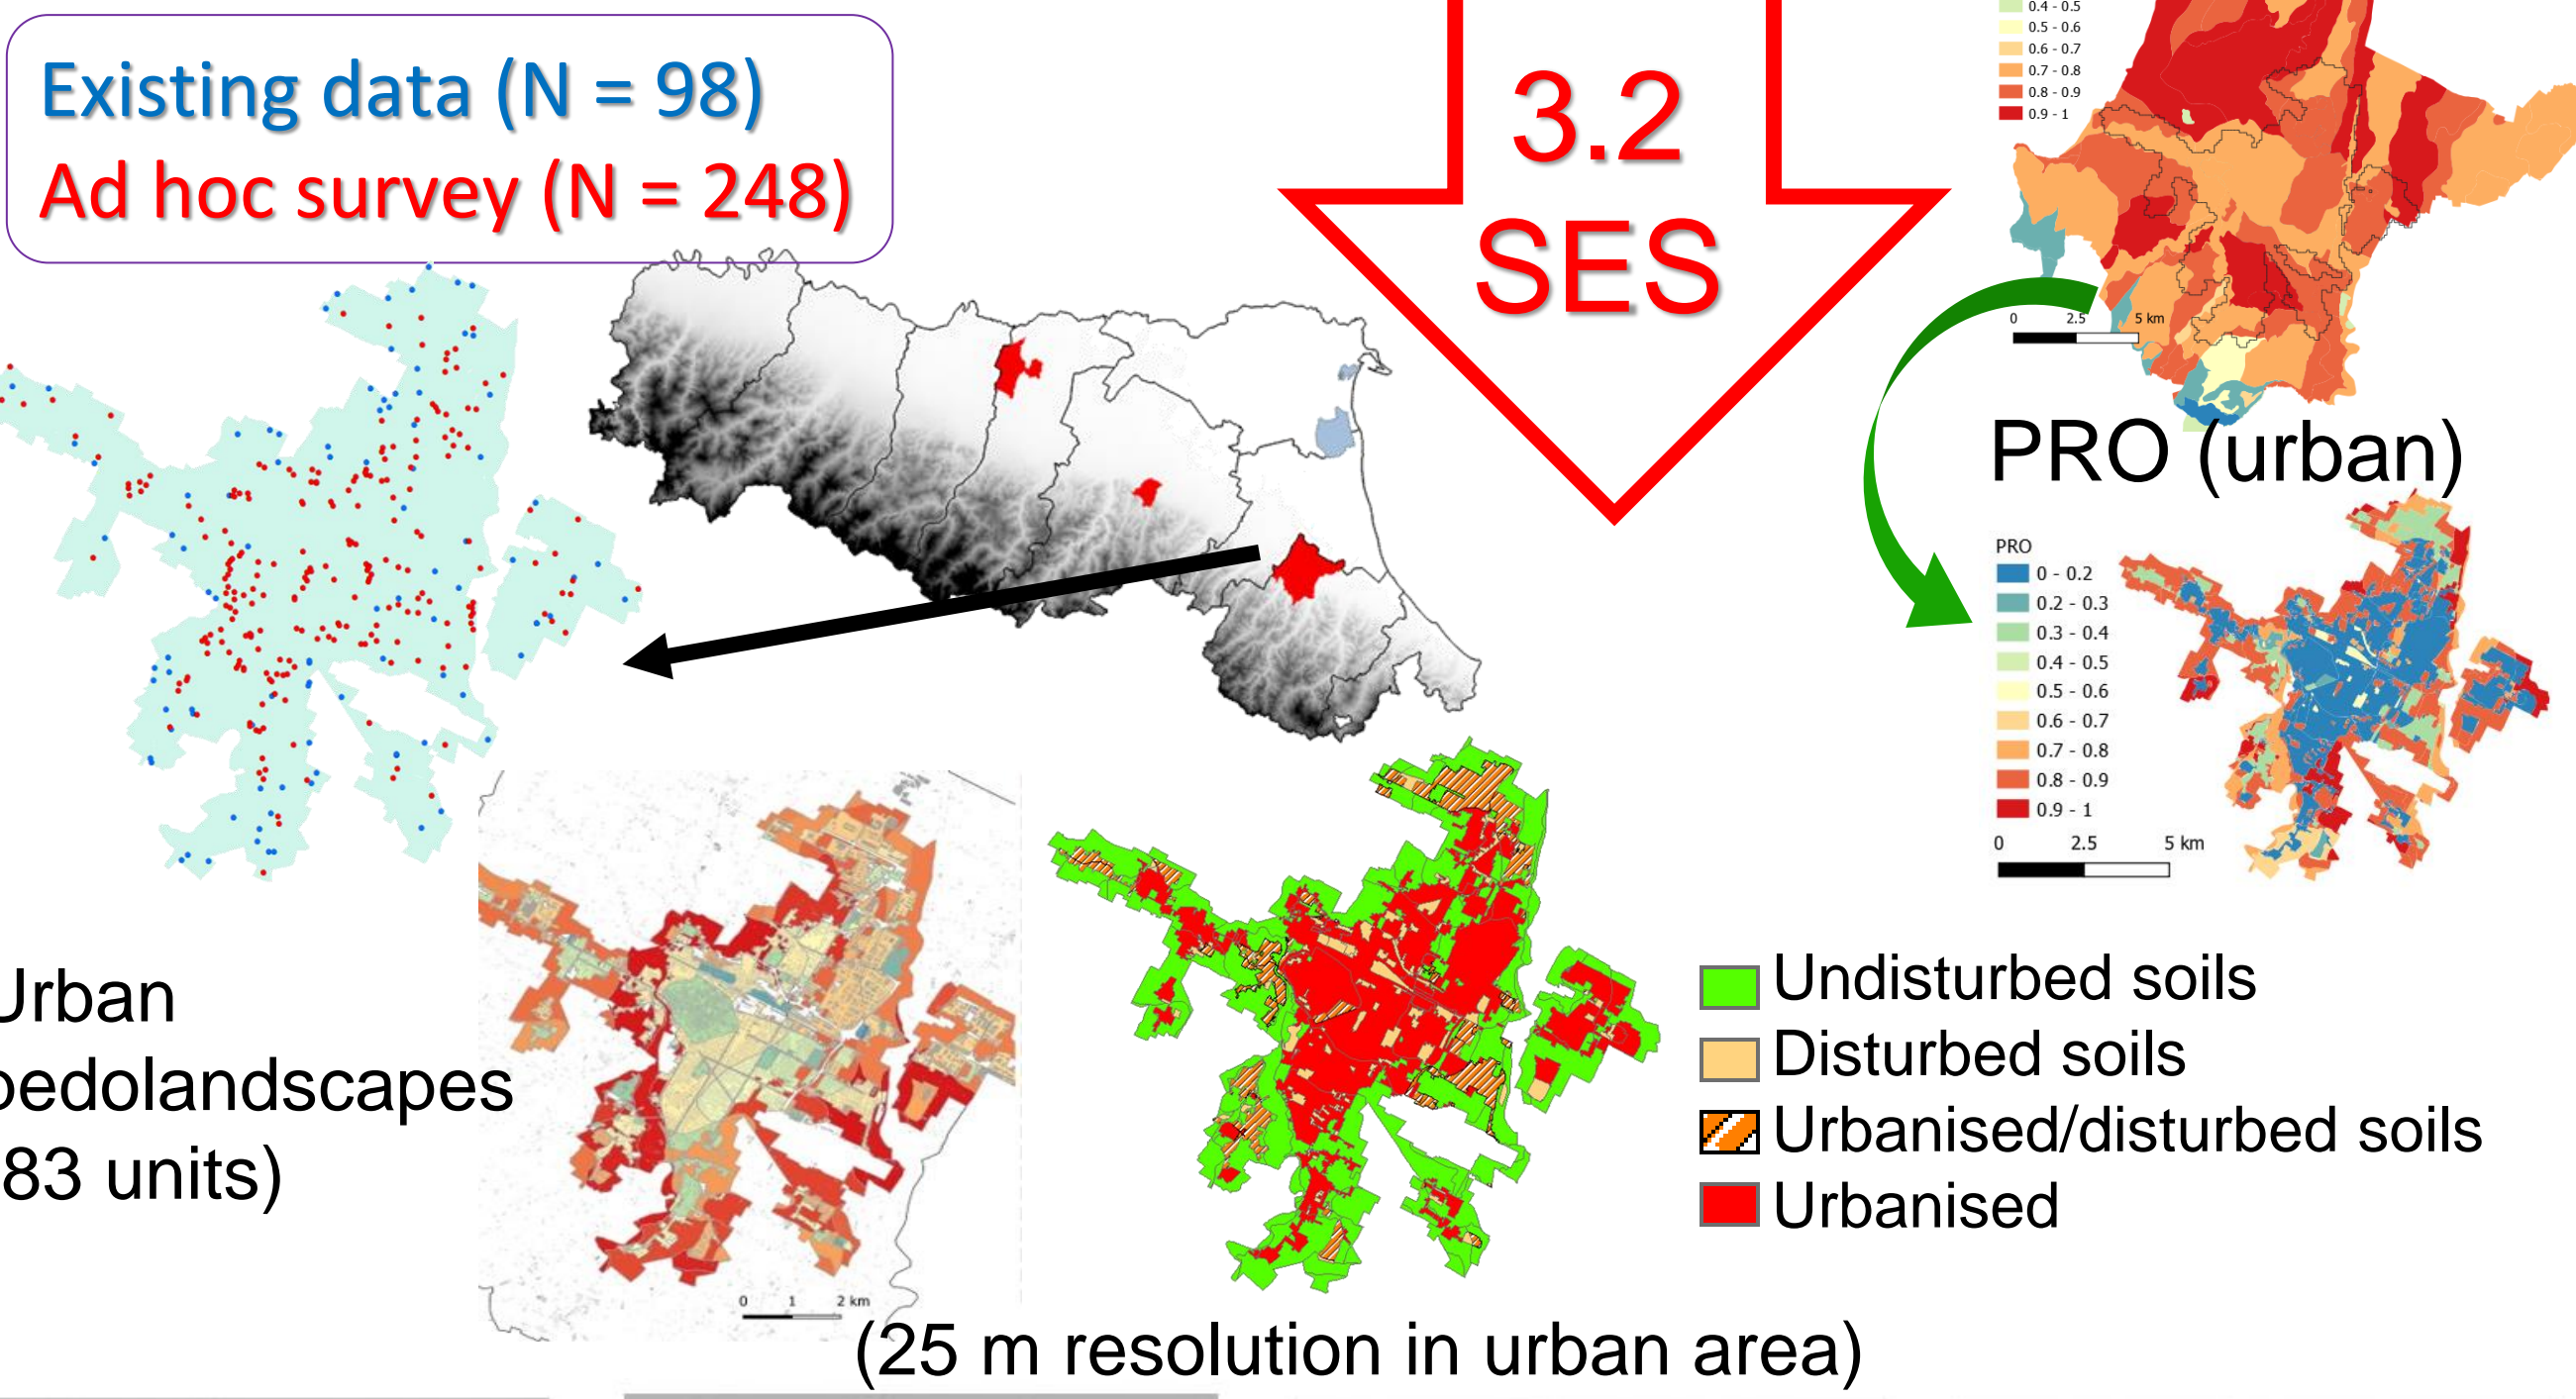 Existing data (N = 98)
Ad hoc survey (N = 248)
3.2
SES
0.4 - 0.5
0.5 - 0.6
0.6 - 0.7
0.7 - 0.8
0.8 - 0.9
0.9 - 1
0 2.5 5 km
PRO (urban)
PRO
0 - 0.2
0.2 - 0.3
0.3 - 0.4
0.4 - 0.5
0.5 - 0.6
0.6 - 0.7
0.7 - 0.8
0.8 - 0.9
0.9 - 1
0 2.5 5 km
Urban
pedolandscapes
83 units)
0 1 2 km
Undisturbed soils
Disturbed soils
Urbanised/disturbed soils
Urbanised
(25 m resolution in urban area)